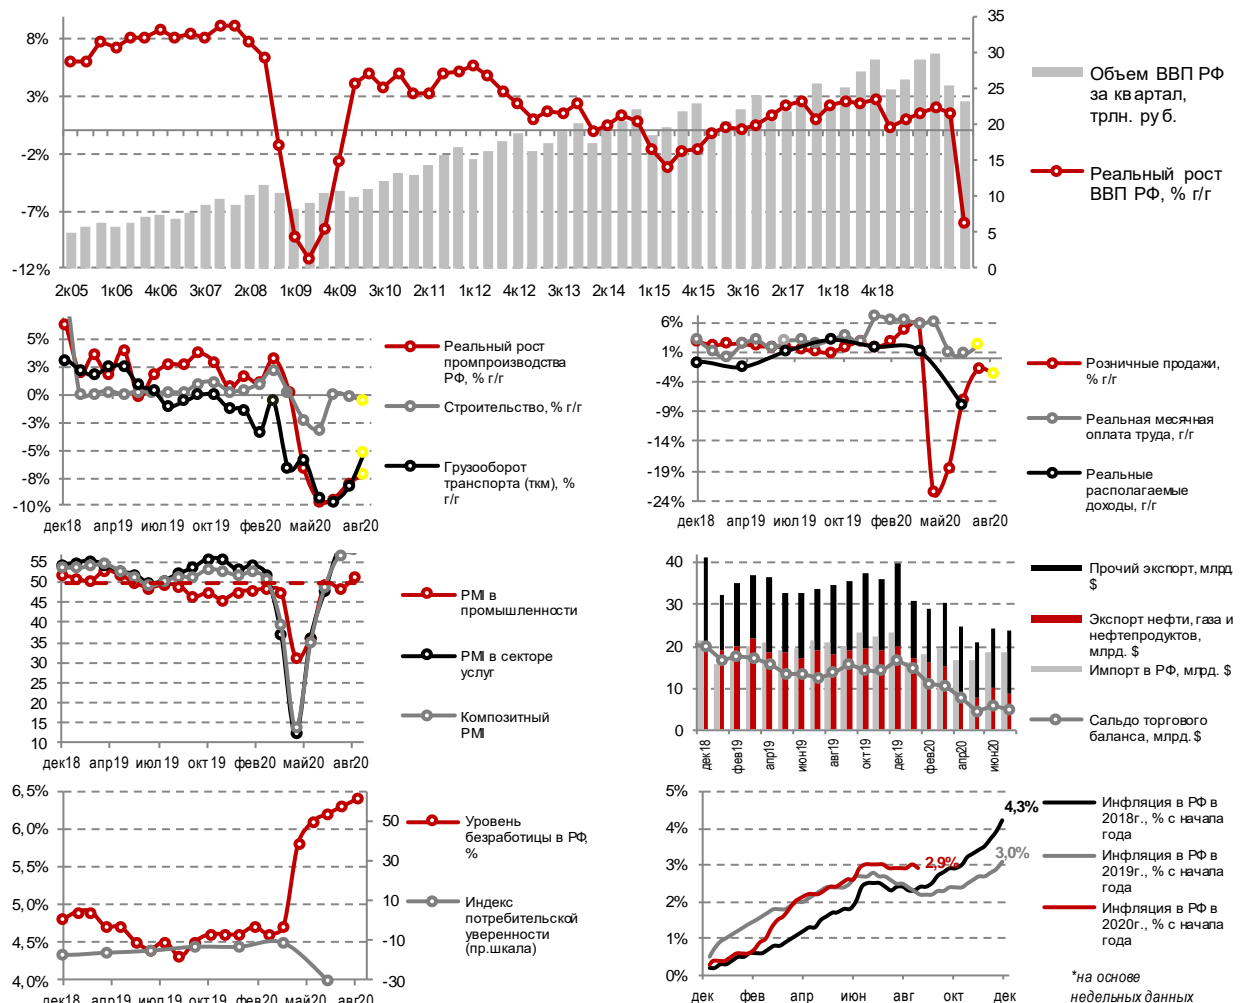 8%
3%
-2%
-7%
-12%
35
30
25
20
15
10
5
0
2к05 1к06 4к06 3к07 2к08 1к09 4к09 3к10 2к11 1к12 4к12 3к13 2к14 1к15 4к15 3к16 2к17 1к18 4к18
Объем ВВП РФ
за квартал,
трлн. руб.
Реальный рост
ВВП РФ, % г/г
5%
3%
0%
-3%
-5%
-8%
-10%
дек18 апр19 июл19 окт19 фев20 май20 авг20
Реальный рост
промпроизводства
РФ, % г/г
Строительство, % г/г
Грузооборот
транспорта (ткм), %
г/г
6%
1%
-4%
-9%
-14%
-19%
-24%
дек18 апр19 июл19 окт19 фев20 май20 авг20
Розничные продажи,
% г/г
Реальная месячная
оплата труда, г/г
Реальные
располагаемые
доходы, г/г
55
50
45
40
35
30
25
20
15
10
дек18 апр19 июл19 окт19 фев20 май20 авг20
PMI в
промышленности
PMI в секторе
услуг
Композитный
PMI
40
30
20
10
0
дек18 фев19 апр19 июн19 авг19 окт19 дек19 фев20 апр20 июн20
Прочий экспорт, млрд.
$
Экспорт нефти, газа и
нефтепродуктов,
млрд. $
Импорт в РФ, млрд. $
Сальдо торгового
баланса, млрд. $
6,5%
6,0%
5,5%
5,0%
4,5%
4,0%
50
30
10
-10
-30
дек18 апр19 июл19 окт19 фев20 май20 авг20
Уровень
безработицы в РФ,
%
Индекс
потребительской
уверенности
(пр.шкала)
5%
4%
3%
2%
1%
0%
4,3%
2,9%
3,0%
дек фев апр июн авг окт дек
Инфляция в РФ в
2018г., % с начала
года
Инфляция в РФ в
2019г., % с начала
года
Инфляция в РФ в
2020г., % с начала
года
*на основе
недельных данных